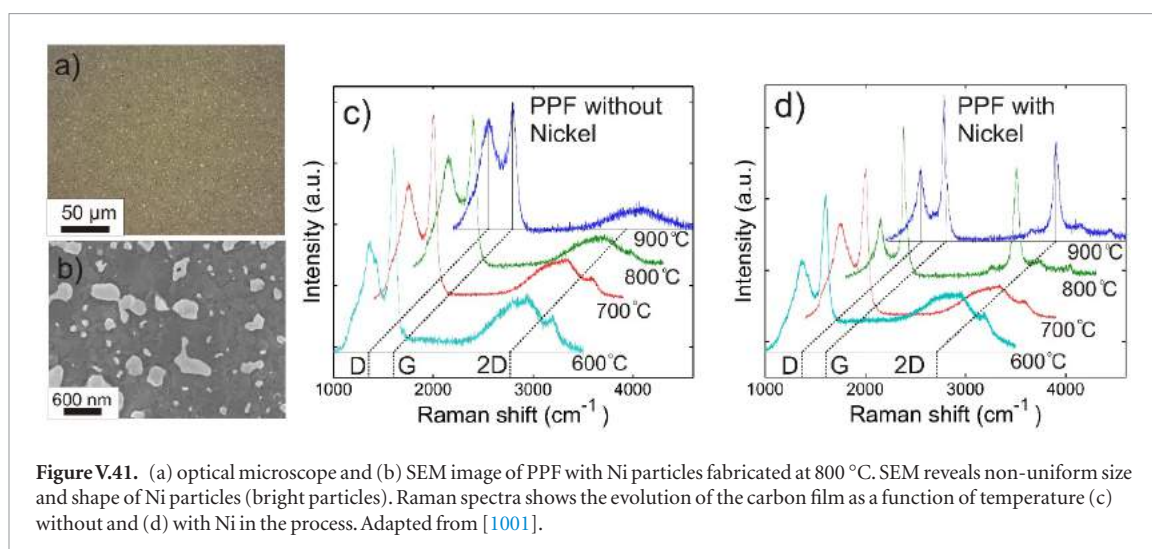 a)
50 µm
b)
600 nm
c)
PPF without
Nickel
900°C
800°C
700°C
600°C
D
G
2D
Intensity (a.u.)
1000
2000
3000
4000
Raman shift (cm⁻¹)
d)
PPF with
Nickel
900°C
800°C
700°C
600°C
D
G
2D
Intensity (a.u.)
1000
2000
3000
4000
Raman shift (cm⁻¹)
Figure V.41. (a) optical microscope and (b) SEM image of PPF with Ni particles fabricated at 800 °C. SEM reveals non-uniform size
and shape of Ni particles (bright particles). Raman spectra shows the evolution of the carbon film as a function of temperature (c)
without and (d) with Ni in the process. Adapted from [1001].